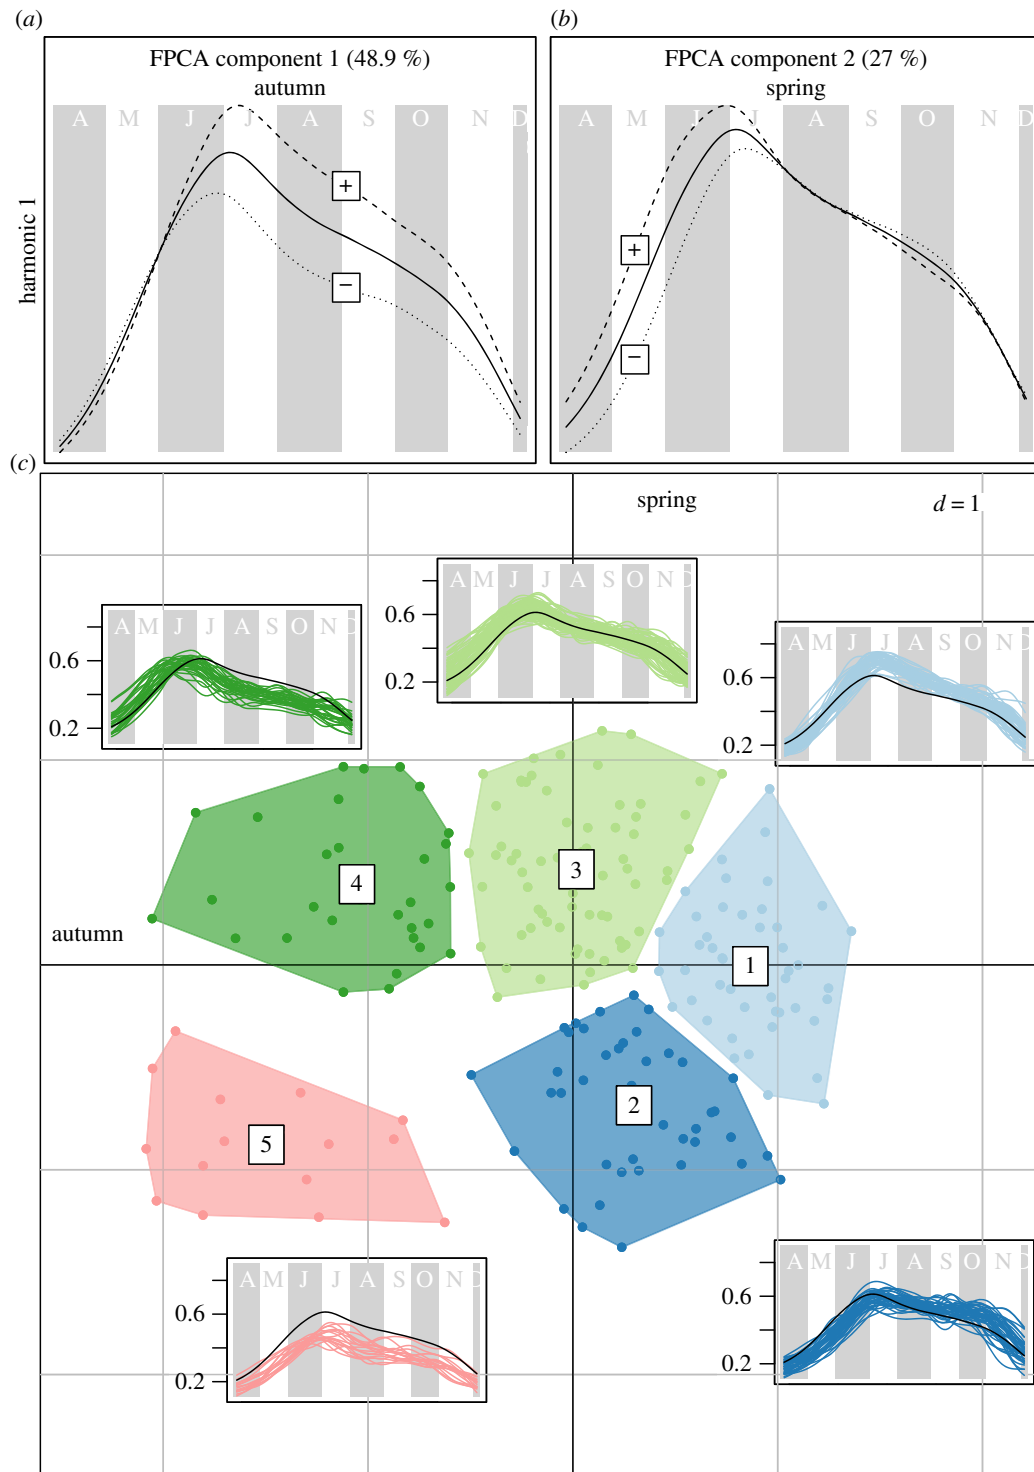 (a)
FPCA component 1 (48.9 %)
autumn
A M J J A S O N D
+
−
harmonic 1
(b)
FPCA component 2 (27 %)
spring
A M J J A S O N D
+
−
(c)
spring
d = 1
autumn
A M J J A S O N D
0.6
0.2
A M J J A S O N D
0.6
0.2
A M J J A S O N D
0.6
0.2
4
3
1
2
5
A M J J A S O N D
0.6
0.2
A M J J A S O N D
0.6
0.2